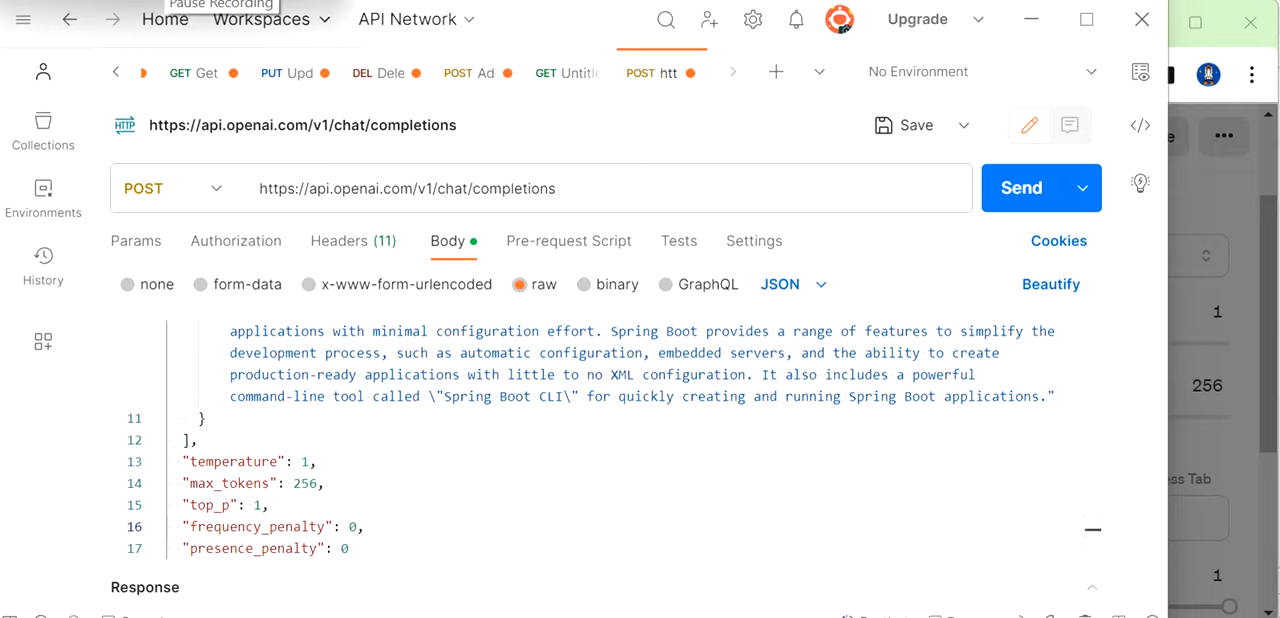 Pause Recording
Home Workspaces API Network Upgrade
GET Get PUT Upd DEL Dele POST Ad GET Untitle POST htt No Environment
HTTP https://api.openai.com/v1/chat/completions Save </>
POST https://api.openai.com/v1/chat/completions Send
Collections
Environments
History
Params Authorization Headers (11) Body Pre-request Script Tests Settings Cookies
none form-data x-www-form-urlencoded raw binary GraphQL JSON Beautify
applications with minimal configuration effort. Spring Boot provides a range of features to simplify the
development process, such as automatic configuration, embedded servers, and the ability to create
production-ready applications with little to no XML configuration. It also includes a powerful
command-line tool called \"Spring Boot CLI\" for quickly creating and running Spring Boot applications."
11 }
12 ],
13 "temperature": 1,
14 "max_tokens": 256,
15 "top_p": 1,
16 "frequency_penalty": 0,
17 "presence_penalty": 0
Response
e
1
256
ss Tab
1